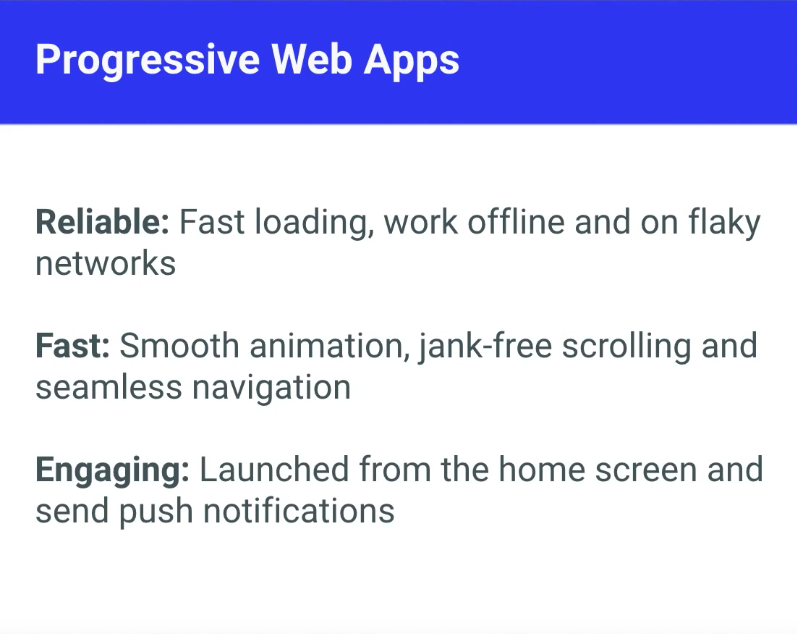 Progressive Web Apps
Reliable: Fast loading, work offline and on flaky
networks
Fast: Smooth animation, jank-free scrolling and
seamless navigation
Engaging: Launched from the home screen and
send push notifications